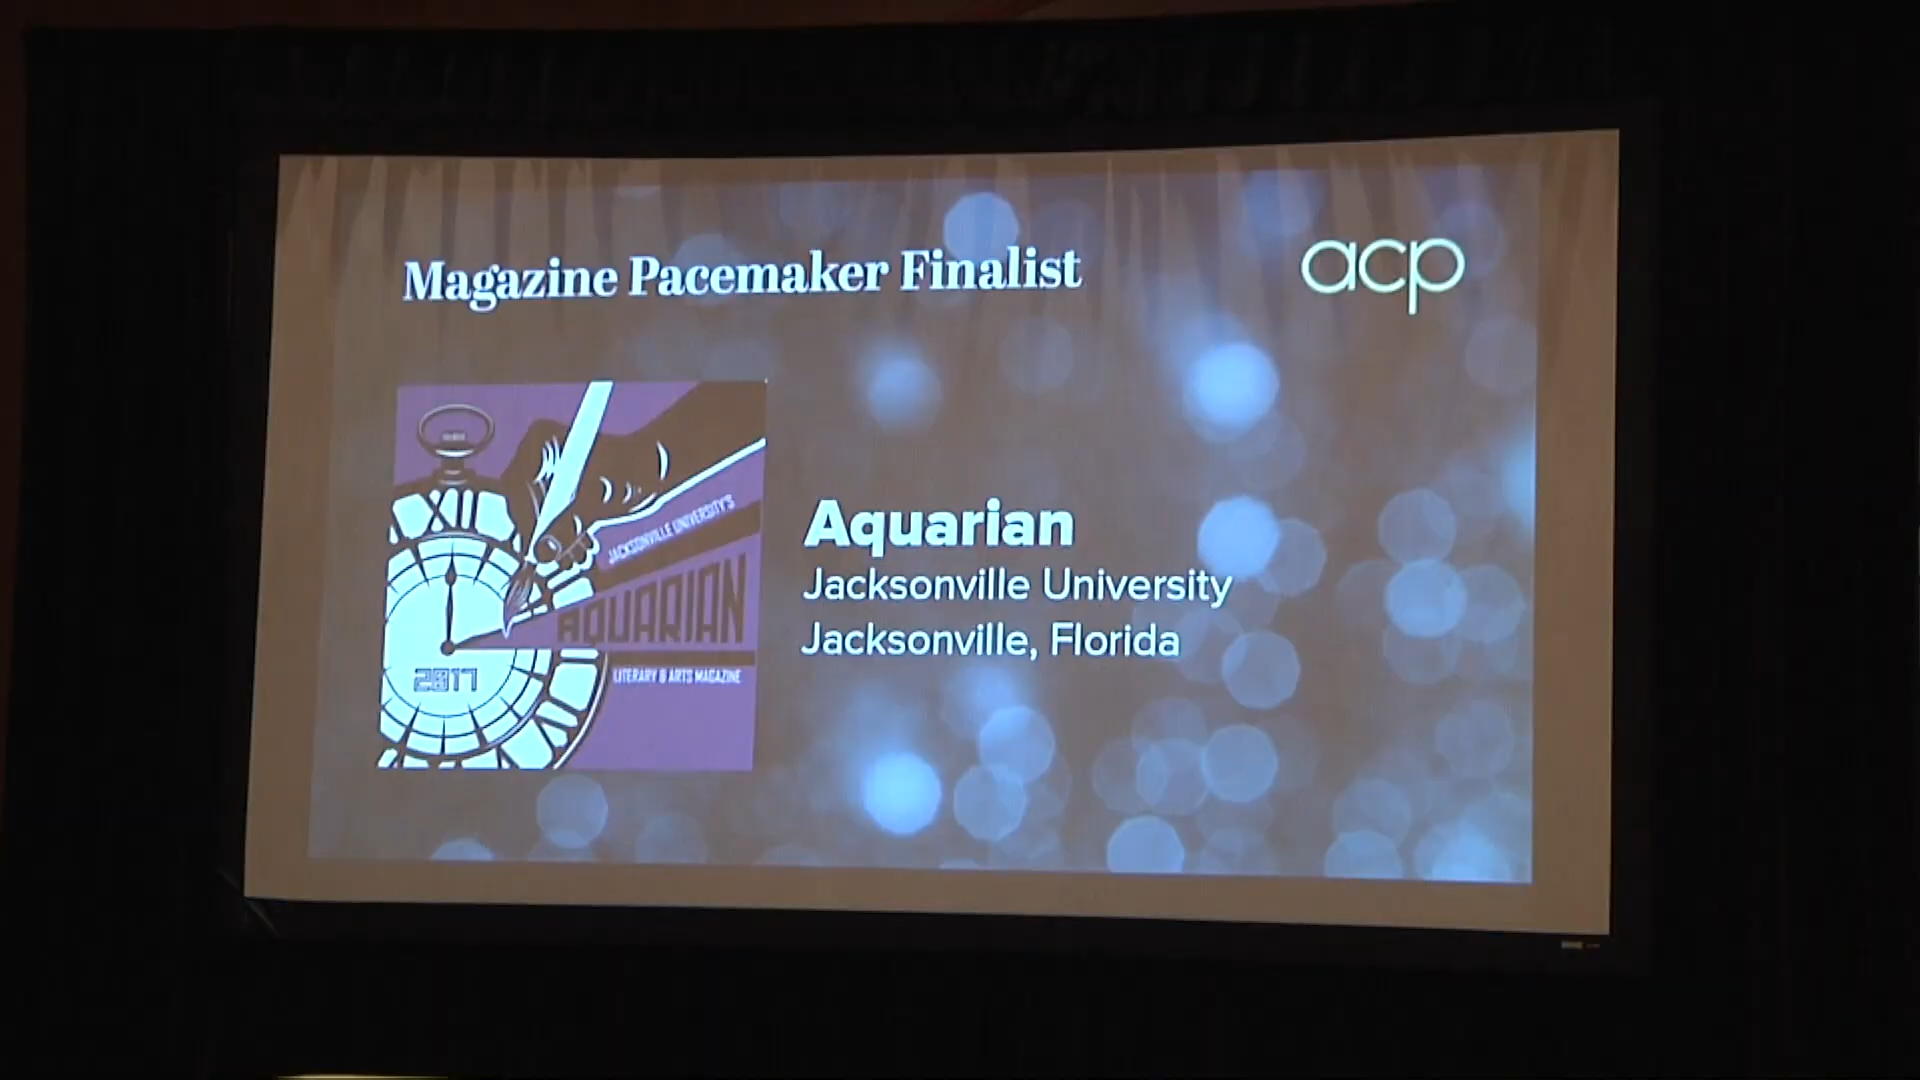 Magazine Pacemaker Finalist
acp
JACKSONVILLE UNIVERSITY'S
AQUARIAN
2017
LITERARY & ARTS MAGAZINE
Aquarian
Jacksonville University
Jacksonville, Florida